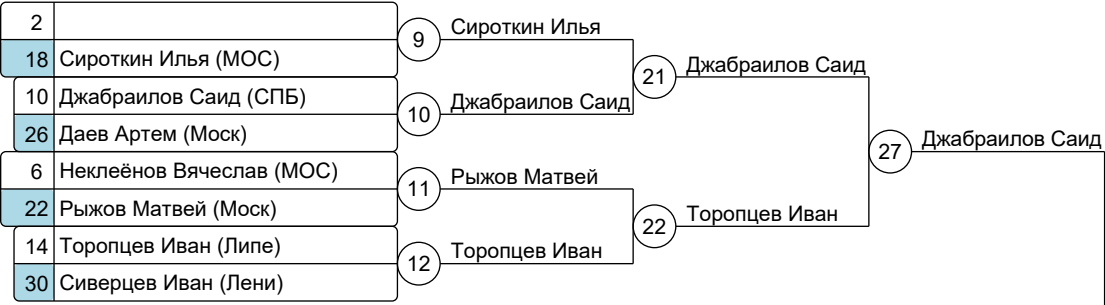 2
9
Сироткин Илья
18 Сироткин Илья (МОС)
21
Джабраилов Саид
10 Джабраилов Саид (СПБ)
10
Джабраилов Саид
26 Даев Артем (Моск)
27
Джабраилов Саид
6 Неклеёнов Вячеслав (МОС)
11
Рыжов Матвей
22 Рыжов Матвей (Моск)
22
Торопцев Иван
14 Торопцев Иван (Липе)
12
Торопцев Иван
30 Сиверцев Иван (Лени)